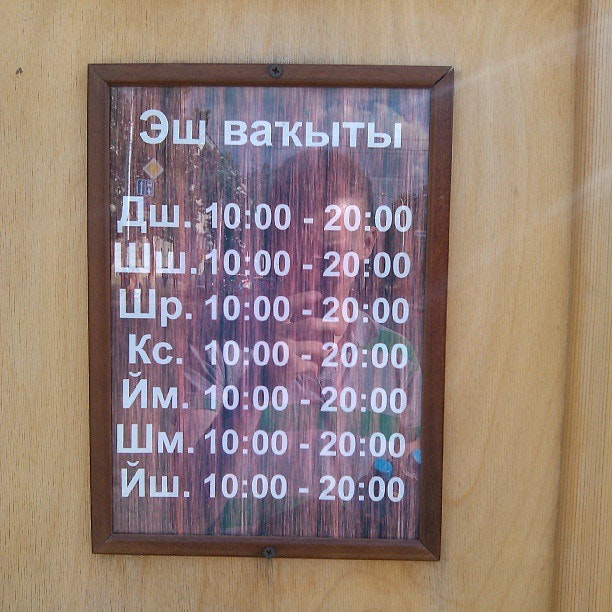 Эш ваҡыты
Дш. 10:00 - 20:00
Шш. 10:00 - 20:00
Шр. 10:00 - 20:00
Кс. 10:00 - 20:00
Йм. 10:00 - 20:00
Шм. 10:00 - 20:00
Йш. 10:00 - 20:00